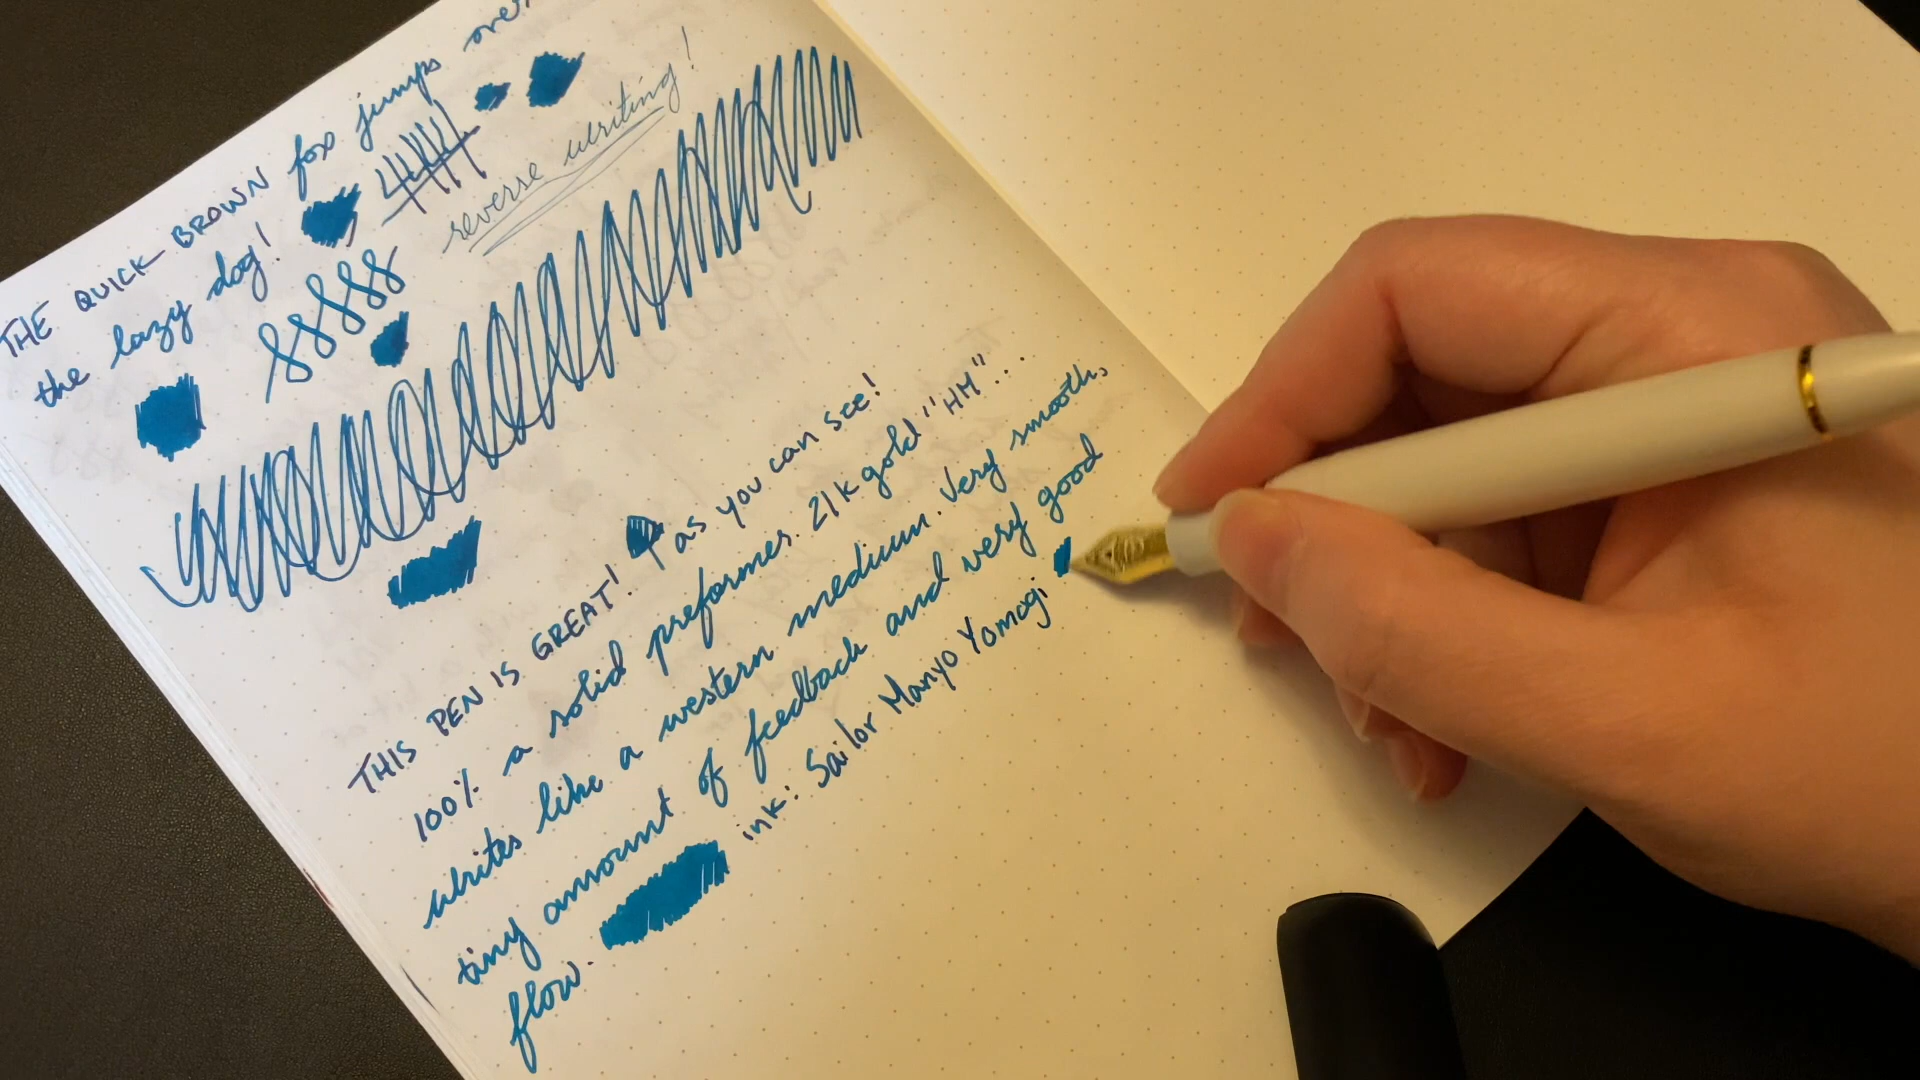 THE QUICK BROWN fox jumps over
the lazy dog!
reverse writing!
THIS PEN IS GREAT! as you can see!
100% a solid preformes. 21k gold "HM"...
writes like a western medium. Very smooth,
tiny amount of feedback and very good
flow.
ink: Sailor Manyo Yomogi